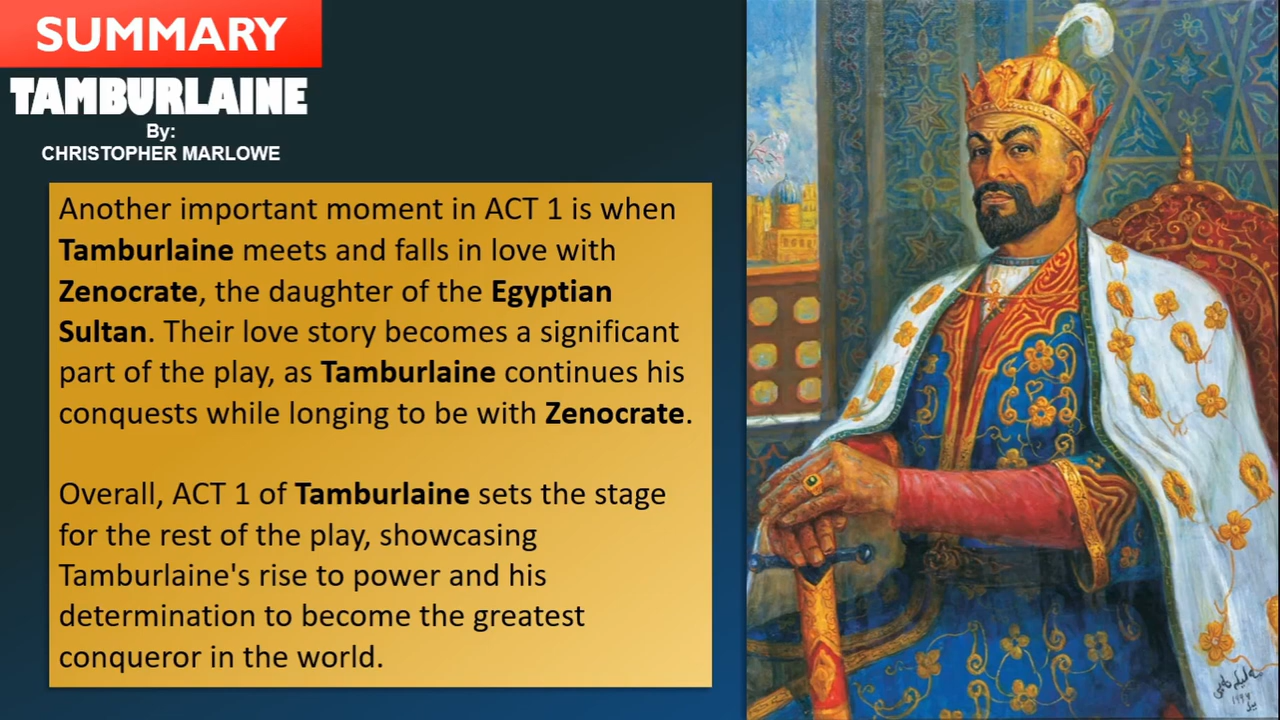 SUMMARY
TAMBURLAINE
By:
CHRISTOPHER MARLOWE
Another important moment in ACT 1 is when
Tamburlaine meets and falls in love with
Zenocrate, the daughter of the Egyptian
Sultan. Their love story becomes a significant
part of the play, as Tamburlaine continues his
conquests while longing to be with Zenocrate.
Overall, ACT 1 of Tamburlaine sets the stage
for the rest of the play, showcasing
Tamburlaine's rise to power and his
determination to become the greatest
conqueror in the world.